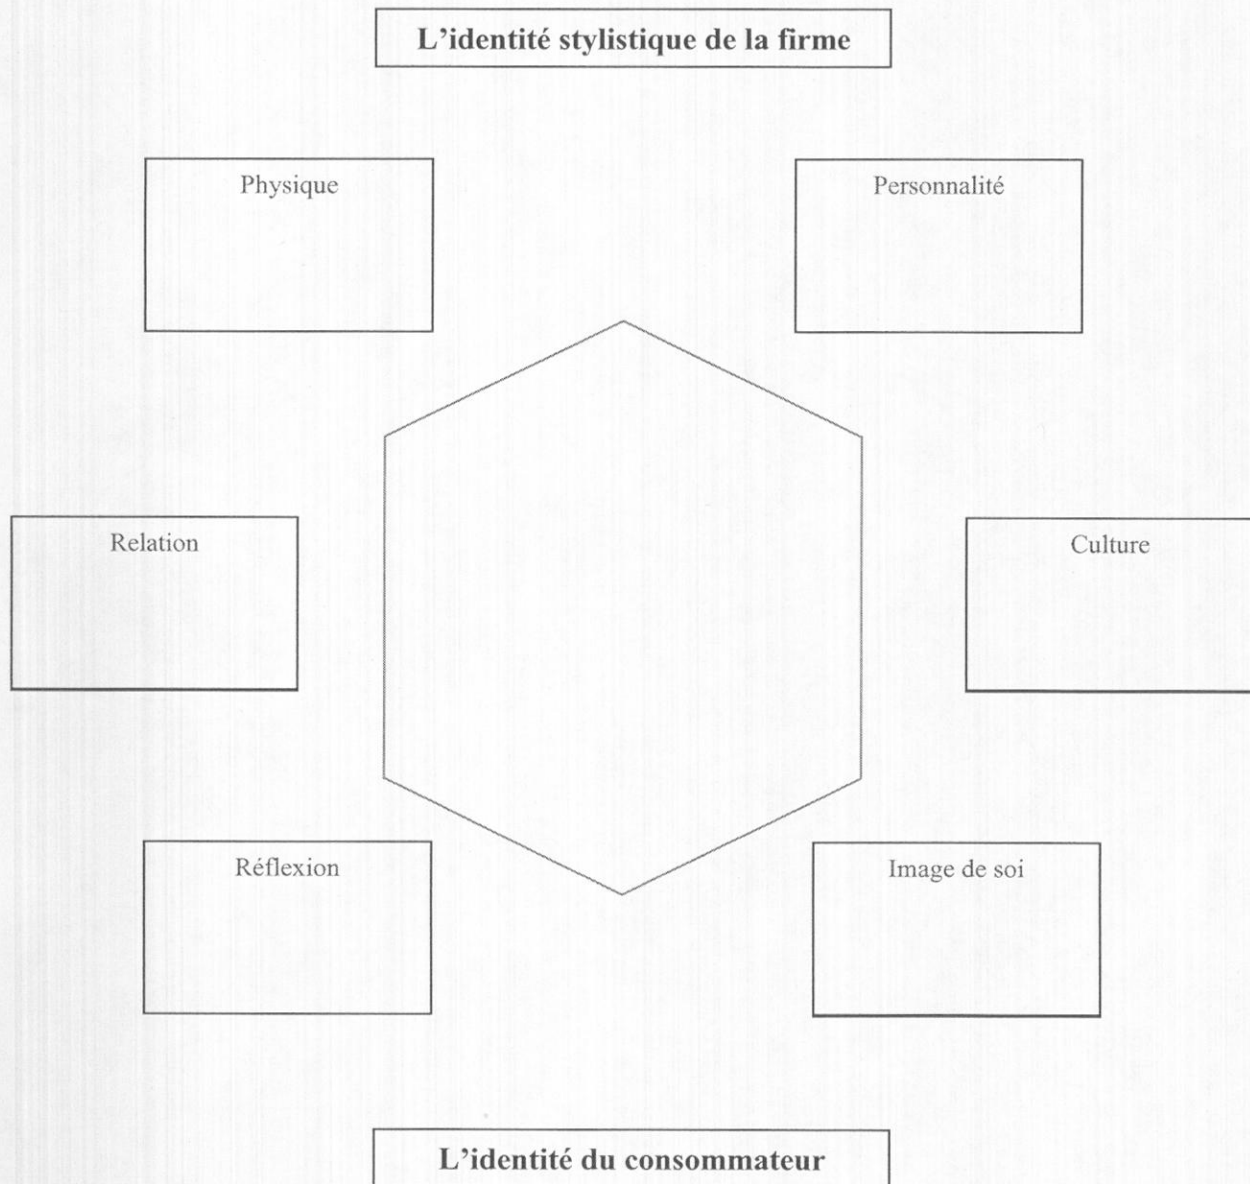 L'identité stylistique de la firme
Physique
Personnalité
Relation
Culture
Réflexion
Image de soi
L'identité du consommateur